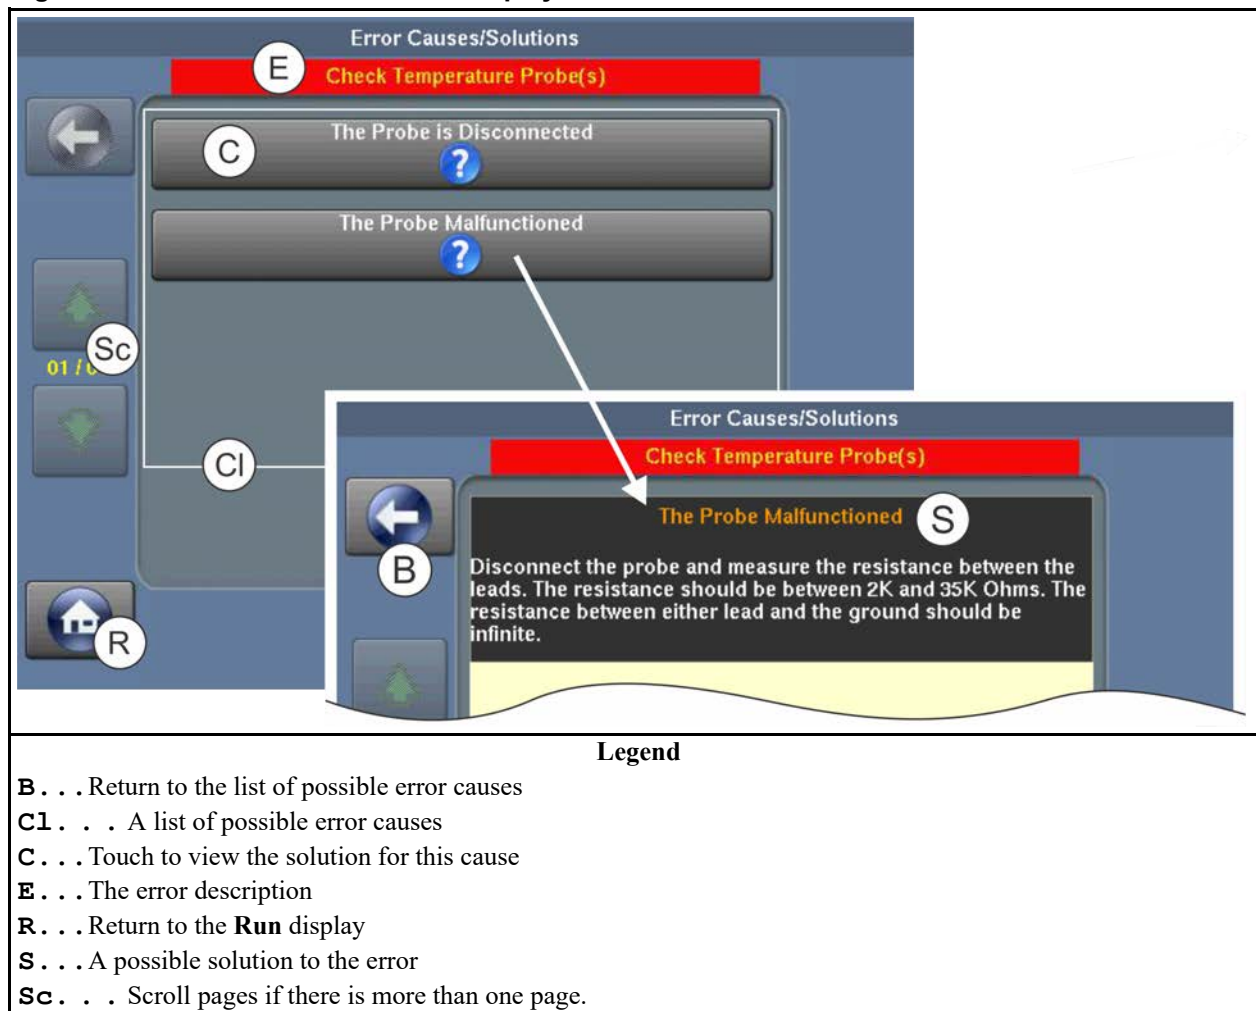 Error Causes/Solutions
E
Check Temperature Probe(s)
The Probe is Disconnected
C
?
The Probe Malfunctioned
?
Sc
01 /
Cl
R
Error Causes/Solutions
Check Temperature Probe(s)
The Probe Malfunctioned
S
B
Disconnect the probe and measure the resistance between the
leads. The resistance should be between 2K and 35K Ohms. The
resistance between either lead and the ground should be
infinite.
Legend
B...Return to the list of possible error causes
Cl. . . A list of possible error causes
C...Touch to view the solution for this cause
E...The error description
R...Return to the Run display
S...A possible solution to the error
Sc. . . Scroll pages if there is more than one page.